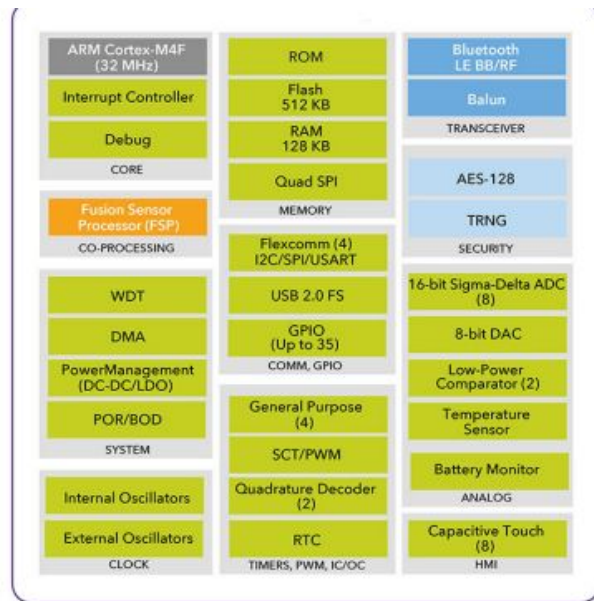 ARM Cortex-M4F
(32 MHz)
Interrupt Controller
Debug
CORE
Fusion Sensor
Processor (FSP)
CO-PROCESSING
WDT
DMA
PowerManagement
(DC-DC/LDO)
POR/BOD
SYSTEM
Internal Oscillators
External Oscillators
CLOCK
ROM
Flash
512 KB
RAM
128 KB
Quad SPI
MEMORY
Flexcomm (4)
I2C/SPI/USART
USB 2.0 FS
GPIO
(Up to 35)
COMM, GPIO
General Purpose
(4)
SCT/PWM
Quadrature Decoder
(2)
RTC
TIMERS, PWM, IC/OC
Bluetooth
LE BB/RF
Balun
TRANSCEIVER
AES-128
TRNG
SECURITY
16-bit Sigma-Delta ADC
(8)
8-bit DAC
Low-Power
Comparator (2)
Temperature
Sensor
Battery Monitor
ANALOG
Capacitive Touch
(8)
HMI